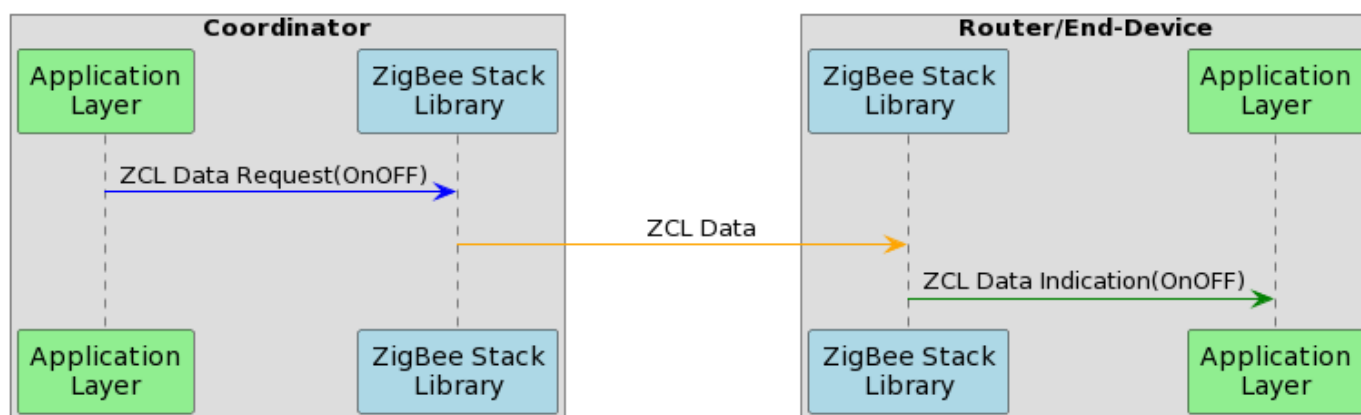 Coordinator
Router/End-Device
Application
Layer
ZigBee Stack
Library
ZigBee Stack
Library
Application
Layer
ZCL Data Request(OnOFF)
ZCL Data
ZCL Data Indication(OnOFF)
Application
Layer
ZigBee Stack
Library
ZigBee Stack
Library
Application
Layer